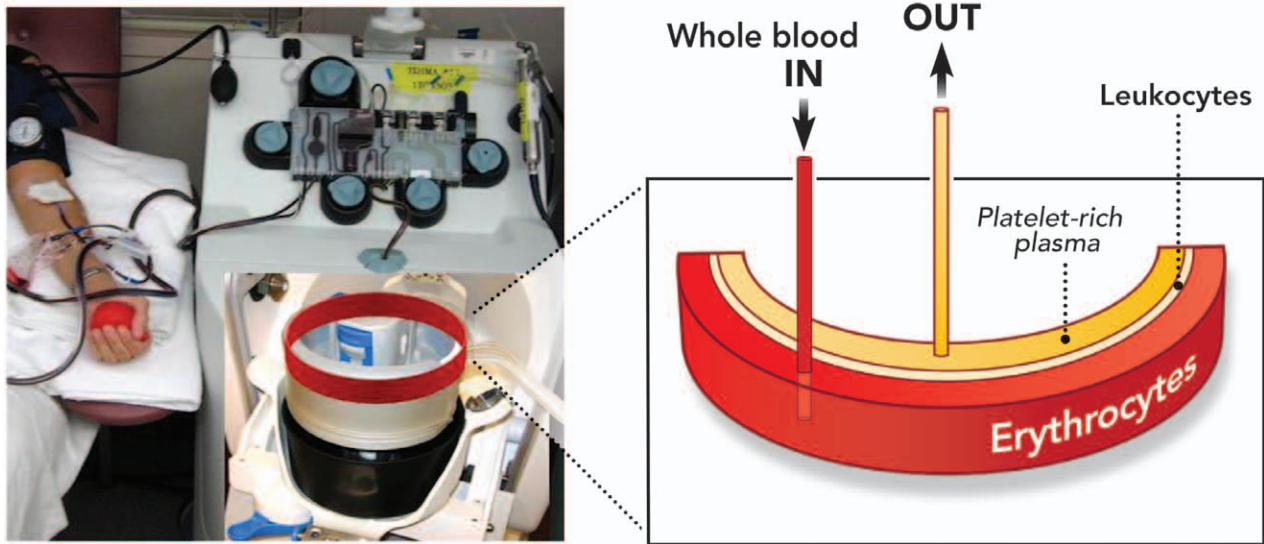 Whole blood
IN
OUT
Leukocytes
Platelet-rich
plasma
Erythrocytes